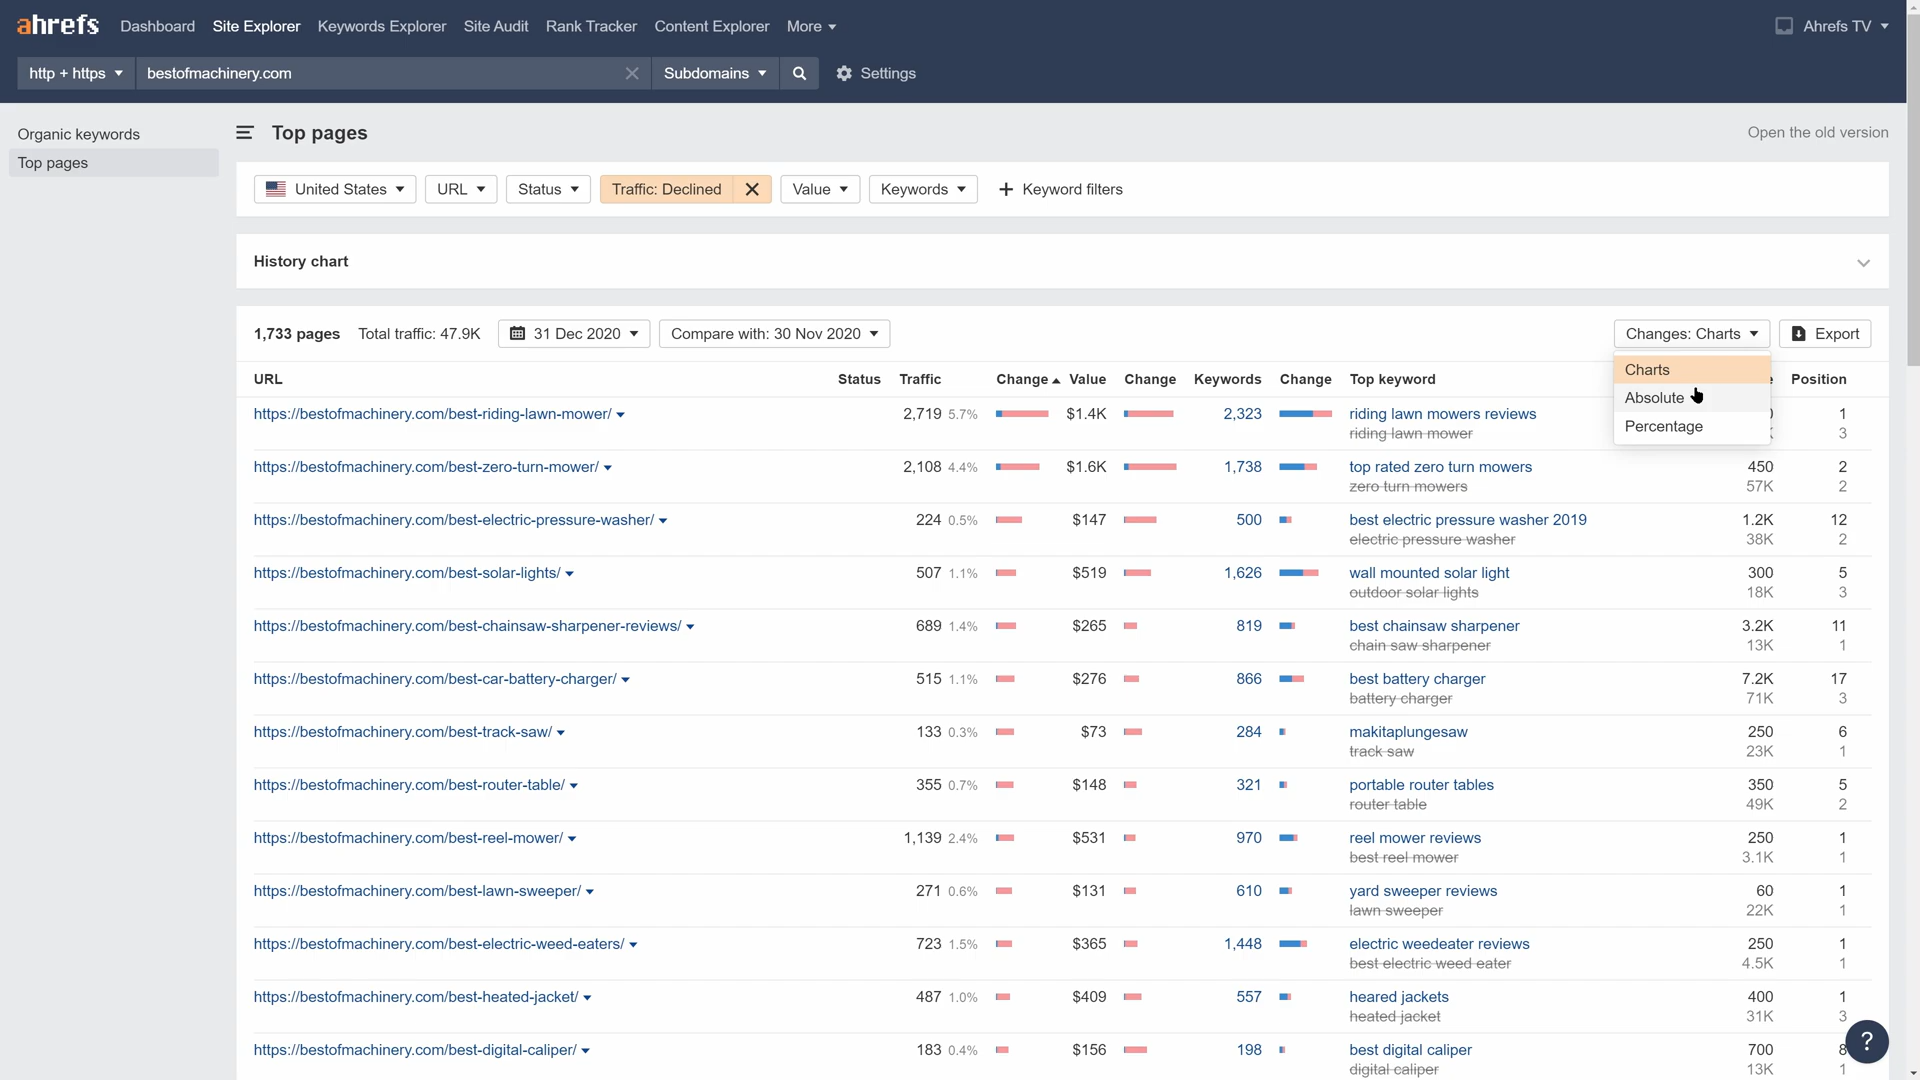 ahrefs Dashboard Site Explorer Keywords Explorer Site Audit Rank Tracker Content Explorer More Ahrefs TV
http + https bestofmachinery.com Subdomains Settings
Organic keywords
Top pages
Top pages Open the old version
United States URL Status Traffic: Declined Value Keywords Keyword filters
History chart
1,733 pages Total traffic: 47.9K 31 Dec 2020 Compare with: 30 Nov 2020 Changes: Charts Export
Charts
Absolute
Percentage
URL Status Traffic Change Value Change Keywords Change Top keyword Position
https://bestofmachinery.com/best-riding-lawn-mower/ 2,719 5.7% $1.4K 2,323 riding lawn mowers reviews 1
riding lawn mower 3
https://bestofmachinery.com/best-zero-turn-mower/ 2,108 4.4% $1.6K 1,738 top rated zero turn mowers 450 2
zero turn mowers 57K 2
https://bestofmachinery.com/best-electric-pressure-washer/ 224 0.5% $147 500 best electric pressure washer 2019 1.2K 12
electric pressure washer 38K 2
https://bestofmachinery.com/best-solar-lights/ 507 1.1% $519 1,626 wall mounted solar light 300 5
outdoor solar lights 18K 3
https://bestofmachinery.com/best-chainsaw-sharpener-reviews/ 689 1.4% $265 819 best chainsaw sharpener 3.2K 11
chain saw sharpener 13K 1
https://bestofmachinery.com/best-car-battery-charger/ 515 1.1% $276 866 best battery charger 7.2K 17
battery charger 71K 3
https://bestofmachinery.com/best-track-saw/ 133 0.3% $73 284 makitaplungesaw 250 6
track saw 23K 1
https://bestofmachinery.com/best-router-table/ 355 0.7% $148 321 portable router tables 350 5
router table 49K 2
https://bestofmachinery.com/best-reel-mower/ 1,139 2.4% $531 970 reel mower reviews 250 1
best reel mower 3.1K 1
https://bestofmachinery.com/best-lawn-sweeper/ 271 0.6% $131 610 yard sweeper reviews 60 1
lawn sweeper 22K 1
https://bestofmachinery.com/best-electric-weed-eaters/ 723 1.5% $365 1,448 electric weedeater reviews 250 1
best electric weed eater 4.5K 1
https://bestofmachinery.com/best-heated-jacket/ 487 1.0% $409 557 heared jackets 400 1
heated jacket 31K 3
https://bestofmachinery.com/best-digital-caliper/ 183 0.4% $156 198 best digital caliper 700 8
digital caliper 13K 1
?